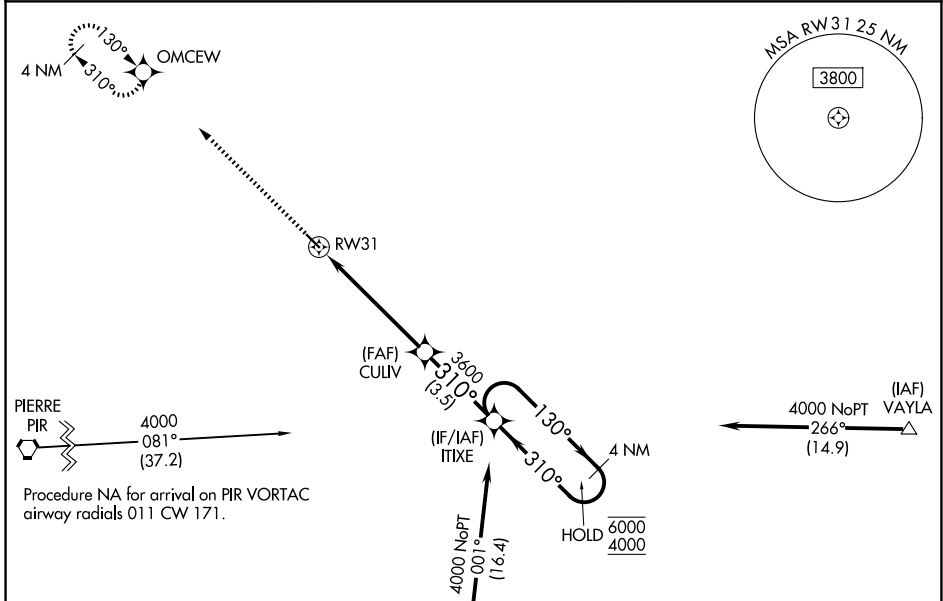 130°
OMCEW
4 NM
310°
MSA RW31 25 NM
3800
RW31
(FAF)
CULIV
3600
310°
(3.5)
(IF/IAF)
ITIXE
130°
310°
4 NM
HOLD
6000
4000
PIERRE
PIR
4000
081°
(37.2)
Procedure NA for arrival on PIR VORTAC
airway radials 011 CW 171.
(IAF)
VAYLA
4000 NoPT
266°
(14.9)
4000 NoPT
001°
(16.4)